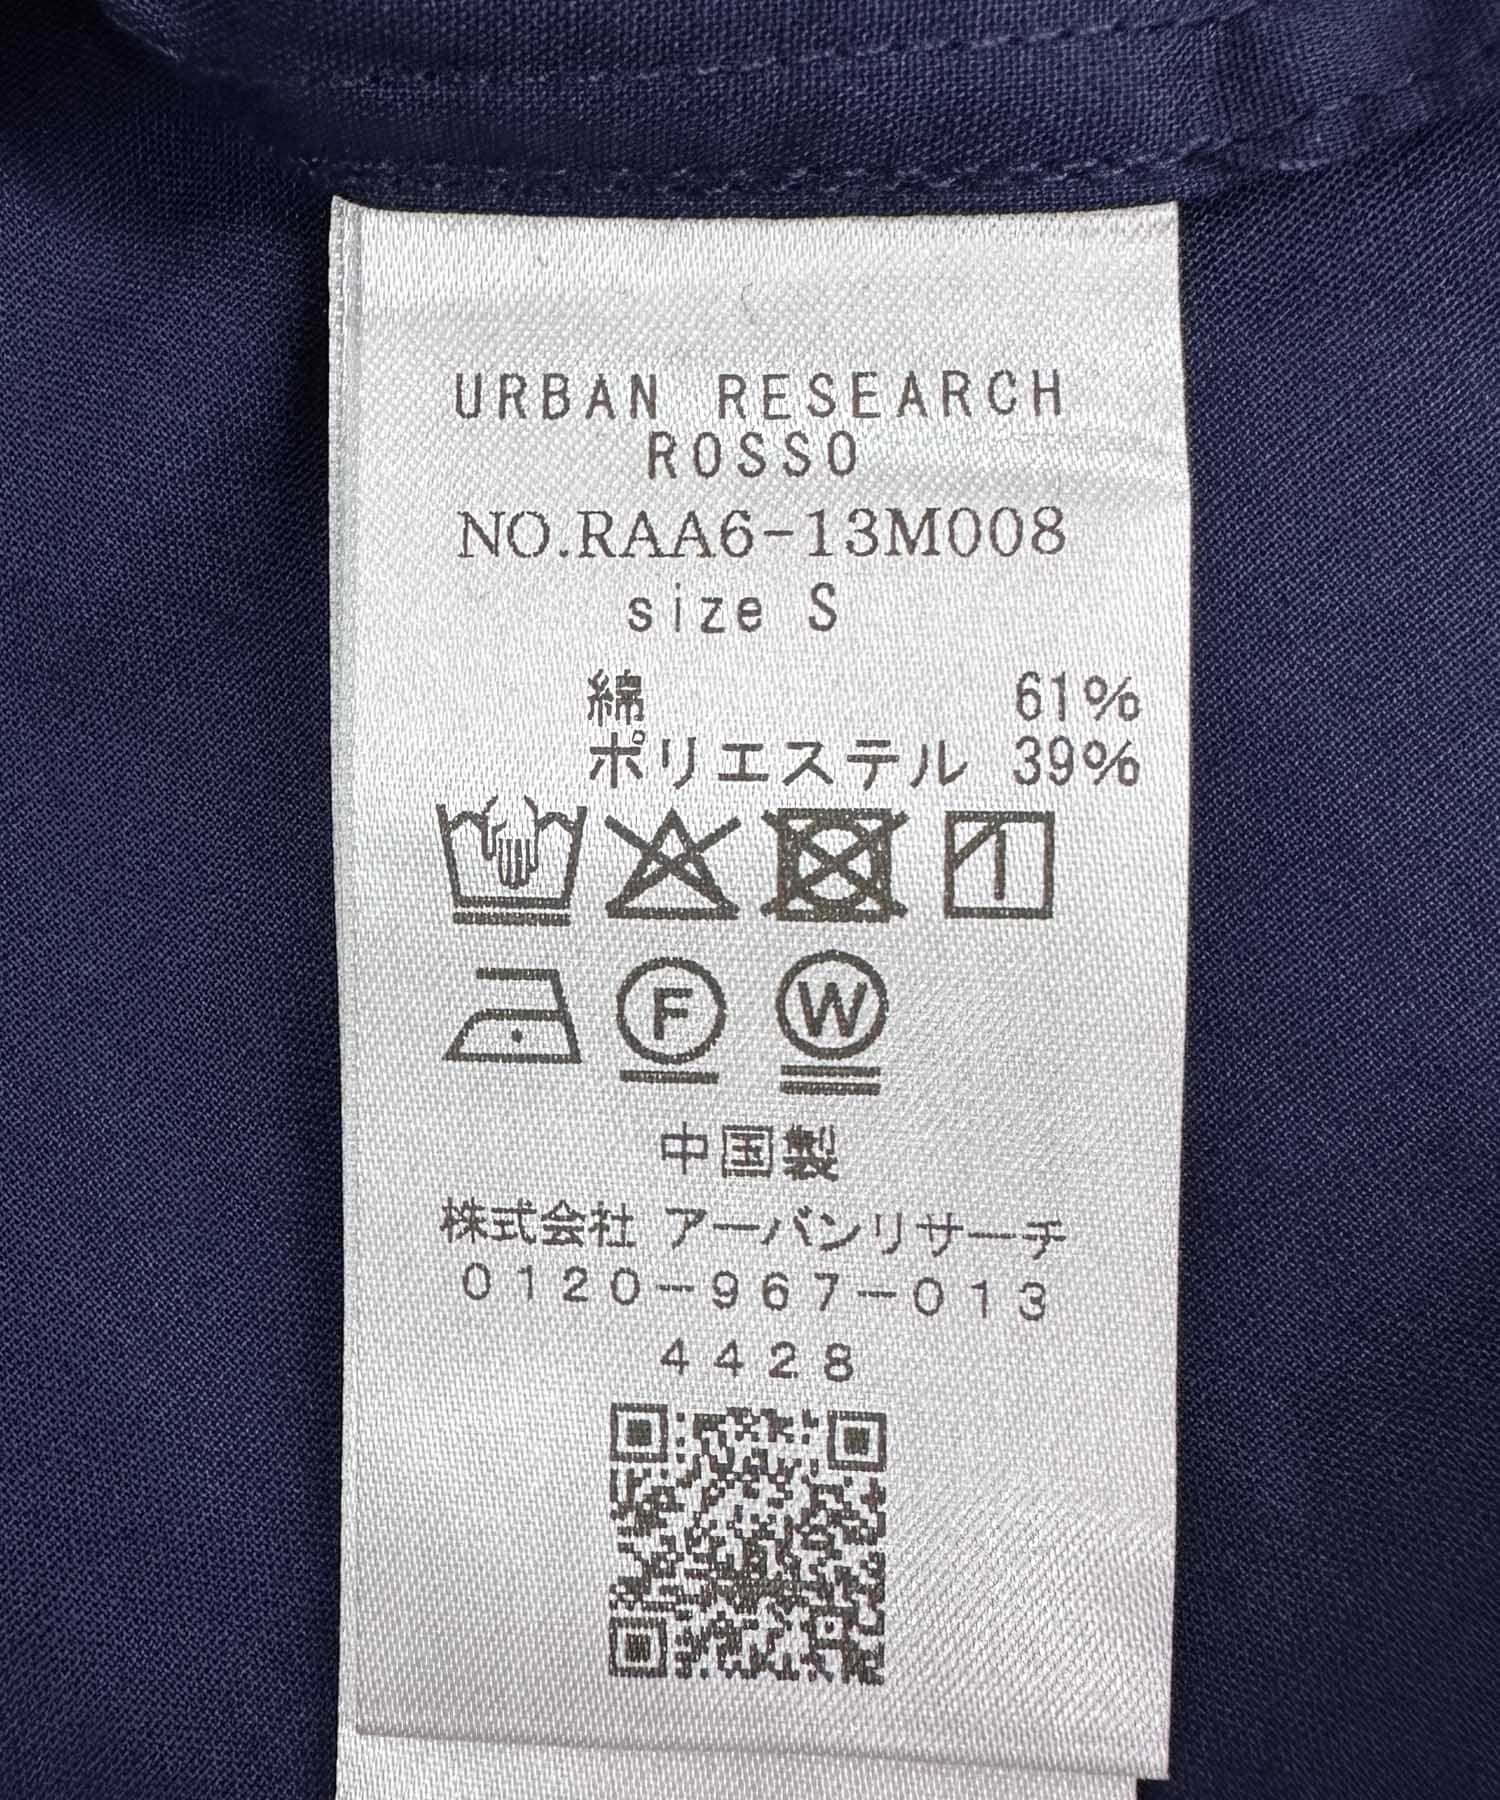 URBAN RESEARCH
ROSSO
NO.RAA6-13M008
size S
綿 61%
ポリエステル 39%
F W
中国製
株式会社 アーバンリサーチ
0120-967-013
4428